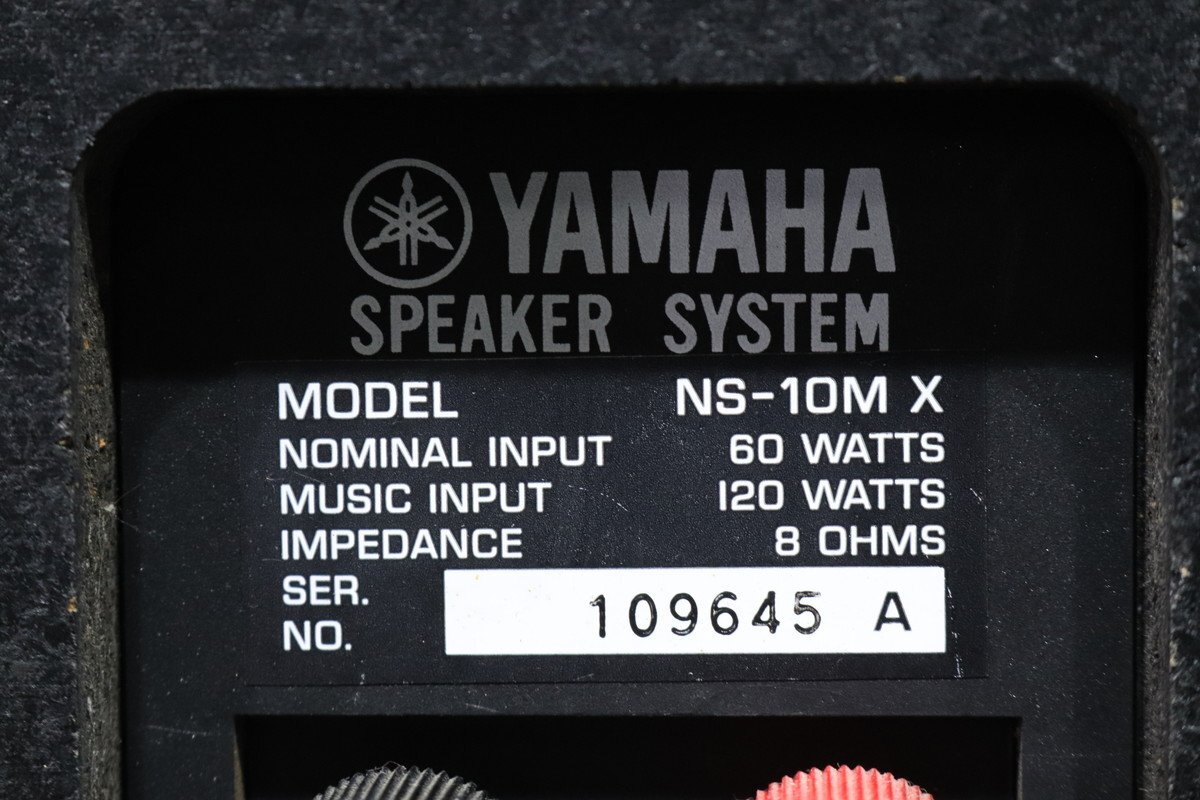 YAMAHA
SPEAKER SYSTEM
MODEL NS-10M X
NOMINAL INPUT 60 WATTS
MUSIC INPUT 120 WATTS
IMPEDANCE 8 OHMS
SER.
NO. 109645 A